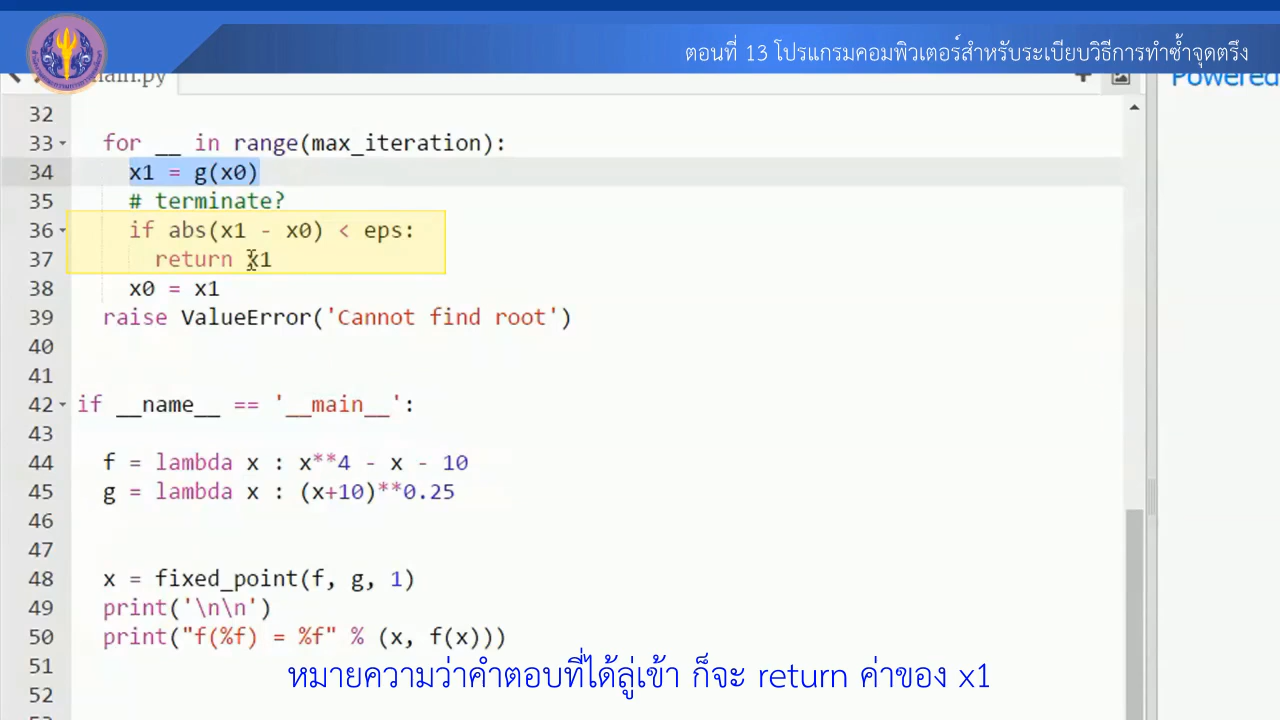 ตอนที่ 13 โปรแกรมคอมพิวเตอร์สำหรับระเบียบวิธีการทำซ้ำจุดตรึง
main.py
+
Powered
32
33 for __ in range(max_iteration):
34 x1 = g(x0)
35 # terminate?
36 if abs(x1 - x0) < eps:
37 return x1
38 x0 = x1
39 raise ValueError('Cannot find root')
40
41
42 if __name__ == '__main__':
43
44 f = lambda x : x**4 - x - 10
45 g = lambda x : (x+10)**0.25
46
47
48 x = fixed_point(f, g, 1)
49 print('\n\n')
50 print("f(%f) = %f" % (x, f(x)))
51
52
หมายความว่าคำตอบที่ได้ลู่เข้า ก็จะ return ค่าของ x1